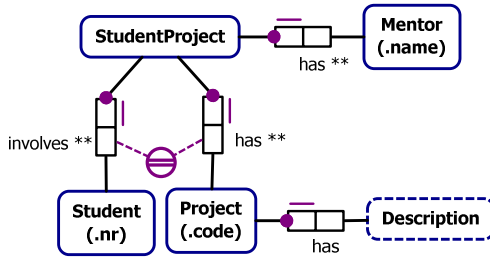 StudentProject
Mentor
(.name)
has **
involves **
has **
Student
(.nr)
Project
(.code)
Description
has